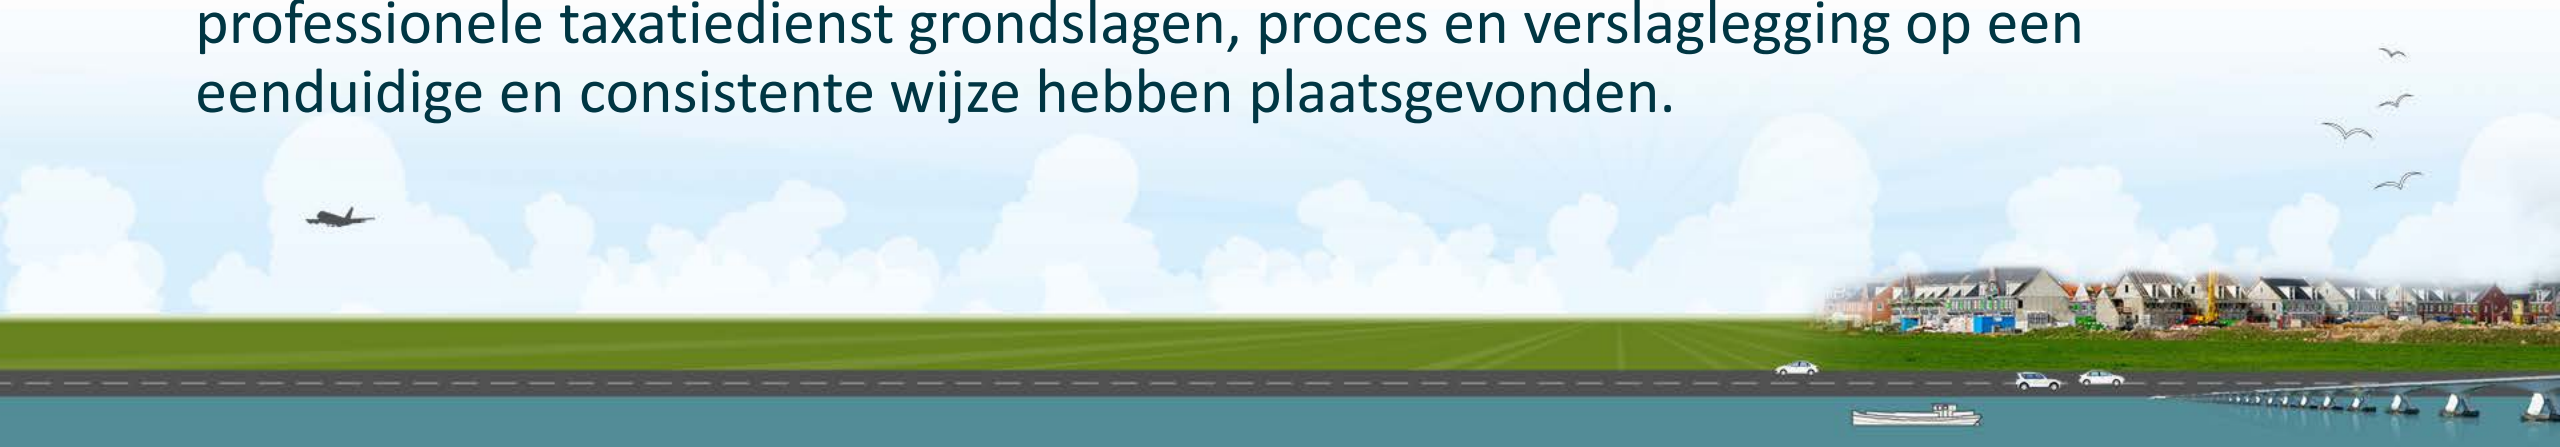 professionele taxatiedienst grondslagen, proces en verslaglegging op een
eenduidige en consistente wijze hebben plaatsgevonden.